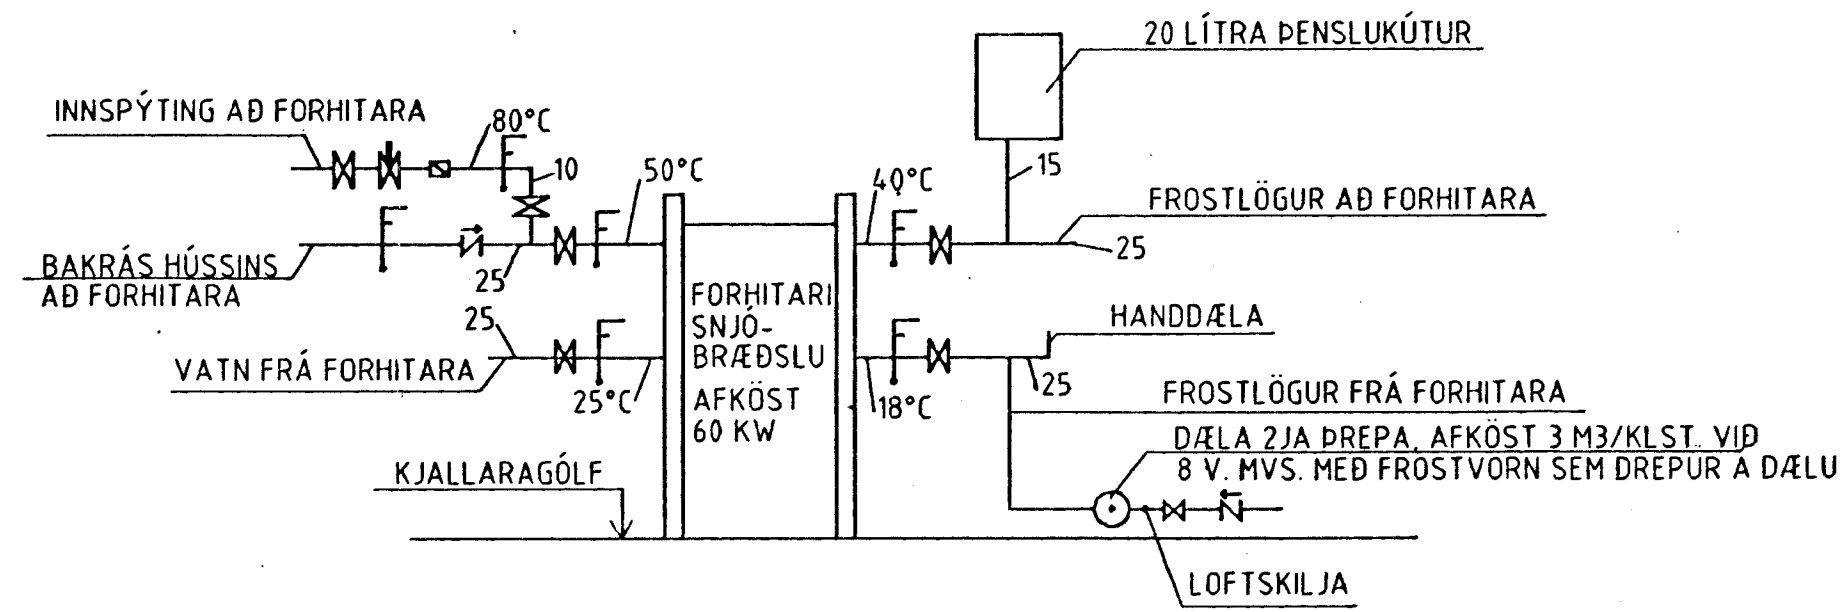 20 LÍTRA ÞENSLUKÚTUR
INNSPÝTING AÐ FORHITARA
80°C
10
50°C
40°C
15
FROSTLÖGUR AÐ FORHITARA
25
BAKRÁS HÚSSINS
AÐ FORHITARA
25
25
VATN FRÁ FORHITARA
25°C
FORHITARI
SNJÓ-
BRÆÐSLU
AFKÖST
60 KW
HANDDÆLA
25
18°C
FROSTLÖGUR FRÁ FORHITARA
DÆLA 2JA ÞREPA, AFKÖST 3 M3/KLST. VIÐ
8 V. MVS. MEÐ FROSTVÖRN SEM DREPUR Á DÆLU
KJALLARAGÓLF
LOFTSKILJA